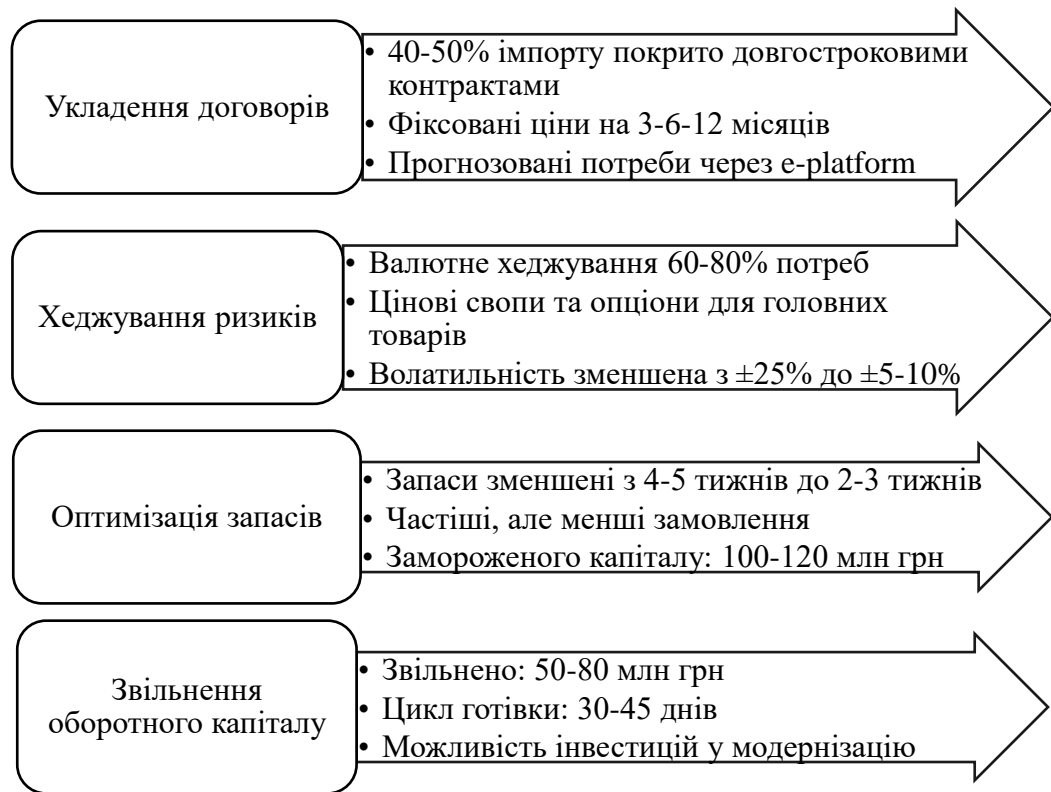 Укладення договорів
• 40-50% імпорту покрито довгостроковими
контрактами
• Фіксовані ціни на 3-6-12 місяців
• Прогнозовані потреби через e-platform
Хеджування ризиків
• Валютне хеджування 60-80% потреб
• Цінові свопи та опціони для головних
товарів
• Волатильність зменшена з ±25% до ±5-10%
Оптимізація запасів
• Запаси зменшені з 4-5 тижнів до 2-3 тижнів
• Частіші, але менші замовлення
• Замороженого капіталу: 100-120 млн грн
Звільнення
оборотного капіталу
• Звільнено: 50-80 млн грн
• Цикл готівки: 30-45 днів
• Можливість інвестицій у модернізацію